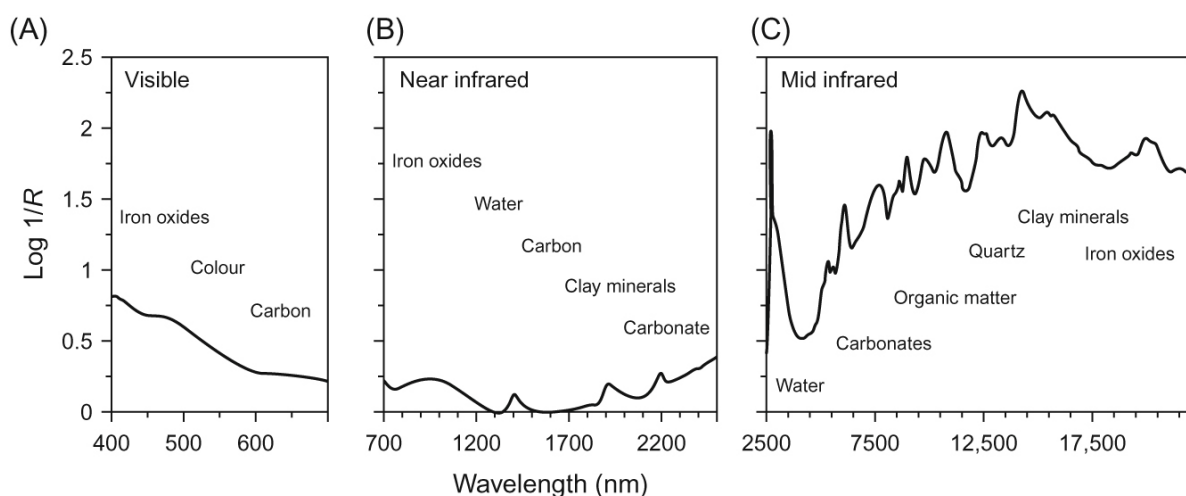 (A)
(B)
(C)
Log 1/R
2.5
2
1.5
1
0.5
0
Visible
Iron oxides
Colour
Carbon
400 500 600
Near infrared
Iron oxides
Water
Carbon
Clay minerals
Carbonate
700 1200 1700 2200
Mid infrared
Clay minerals
Quartz
Iron oxides
Organic matter
Carbonates
Water
2500 7500 12,500 17,500
Wavelength (nm)